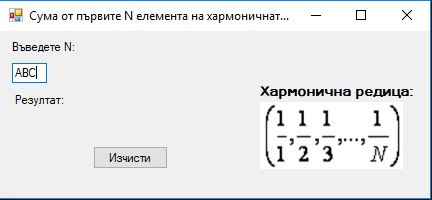 Сума от първите N елемента на хармоничнат...
Въведете N:
ABC
Резултат:
Хармонична редица:
(1/1, 1/2, 1/3, ..., 1/N)
Изчисти